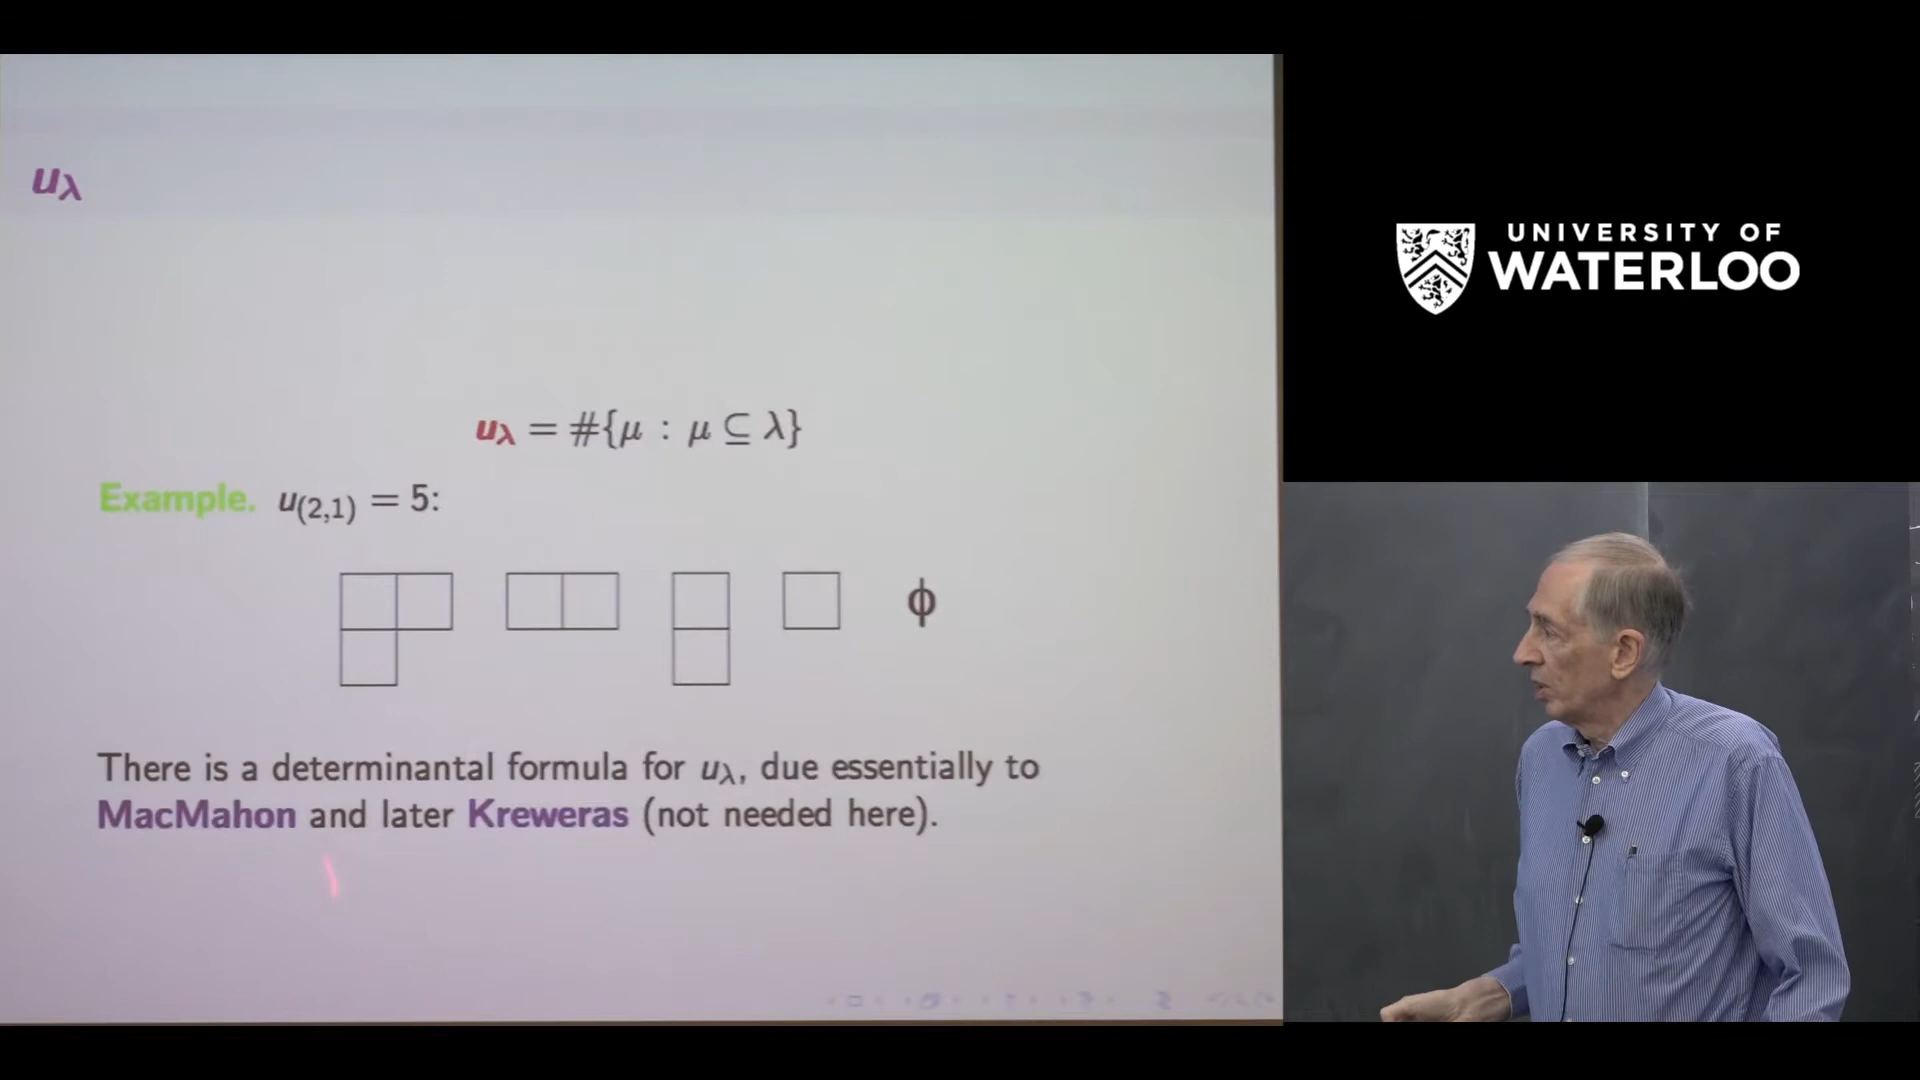 uλ
UNIVERSITY OF
WATERLOO
uλ = #{μ : μ ⊆ λ}
Example. u(2,1) = 5:
ϕ
There is a determinantal formula for uλ, due essentially to
MacMahon and later Kreweras (not needed here).